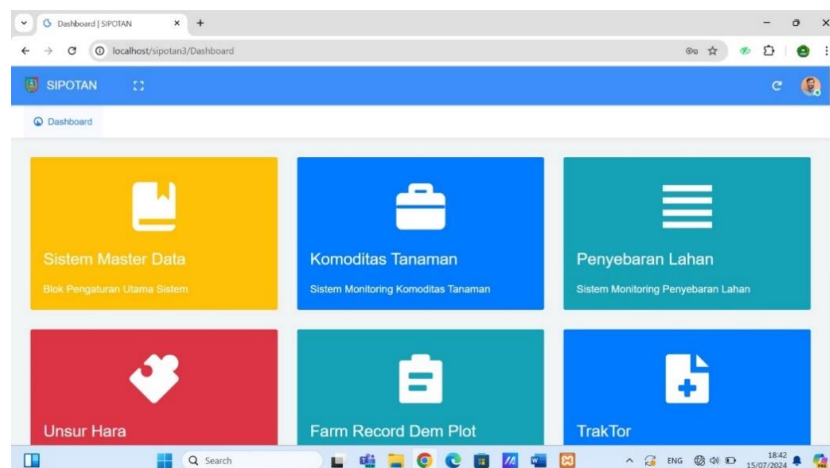 Dashboard | SIPOTAN
localhost/sipotan3/Dashboard
SIPOTAN
Dashboard
Sistem Master Data
Blok Pengaturan Utama Sistem
Komoditas Tanaman
Sistem Monitoring Komoditas Tanaman
Penyebaran Lahan
Sistem Monitoring Penyebaran Lahan
Unsur Hara
Farm Record Dem Plot
TrakTor
Search
ENG
18:42
15/07/2024